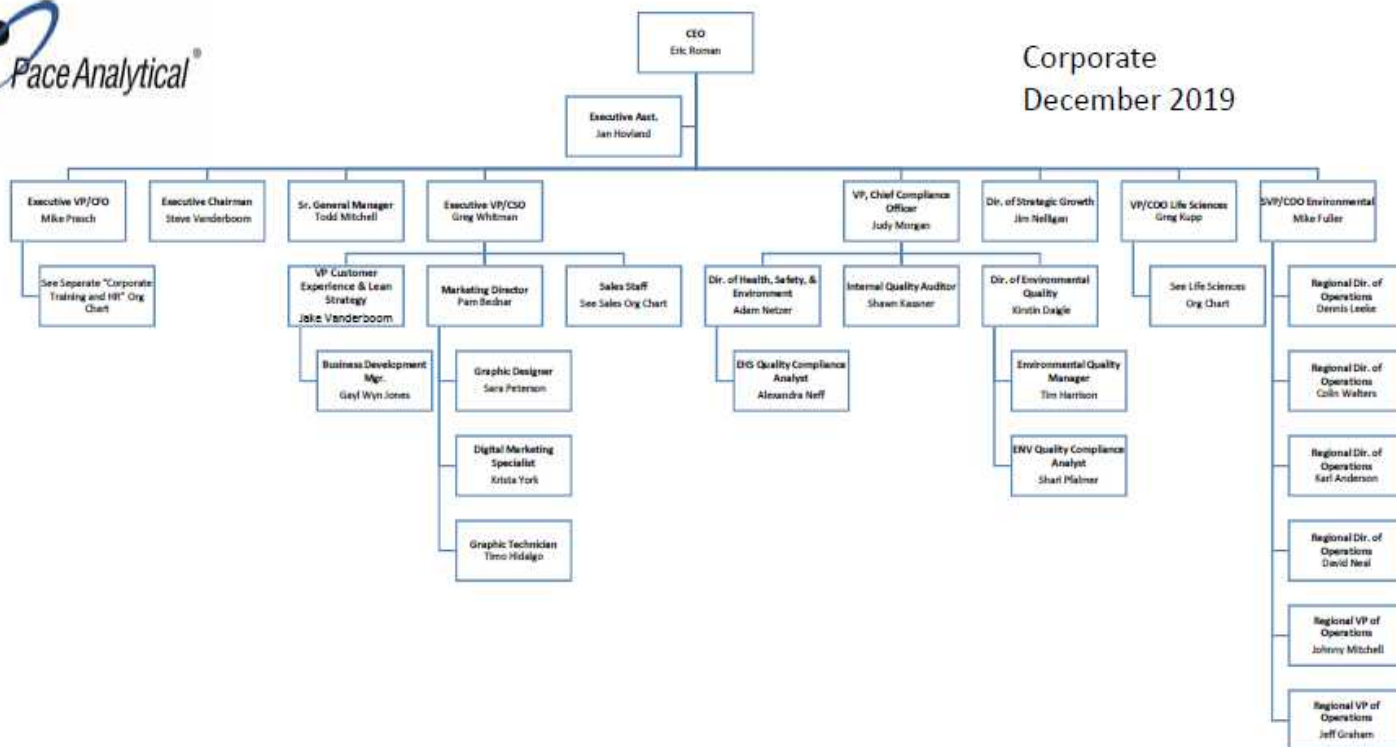 Pace Analytical®
Corporate
December 2019
CEO
Eric Roman
Executive Asst.
Jan Hovland
Executive VP/CFO
Mike Prasch
Executive Chairman
Steve Vanderboom
Sr. General Manager
Todd Mitchell
Executive VP/CSO
Greg Whitman
VP, Chief Compliance
Officer
Judy Morgan
Dir. of Strategic Growth
Jim Nelligan
VP/COO Life Sciences
Greg Kupp
SVP/COO Environmental
Mike Fuller
See Separate "Corporate
Training and HR" Org
Chart
VP Customer
Experience & Lean
Strategy
Jake Vanderboom
Marketing Director
Pam Bednar
Sales Staff
See Sales Org Chart
Dir. of Health, Safety, &
Environment
Adam Netzer
Internal Quality Auditor
Shawn Kassner
Dir. of Environmental
Quality
Kirstin Daigle
See Life Sciences
Org Chart
Regional Dir. of
Operations
Dennis Leeke
Business Development
Mgr.
Gayl Wyn Jones
Graphic Designer
Sara Peterson
EHS Quality Compliance
Analyst
Alexandra Neff
Environmental Quality
Manager
Tim Harrison
Regional Dir. of
Operations
Colin Walters
Digital Marketing
Specialist
Krista York
ENV Quality Compliance
Analyst
Shari Pfalmer
Regional Dir. of
Operations
Karl Anderson
Graphic Technician
Timo Hidalgo
Regional Dir. of
Operations
David Neal
Regional VP of
Operations
Johnny Mitchell
Regional VP of
Operations
Jeff Graham